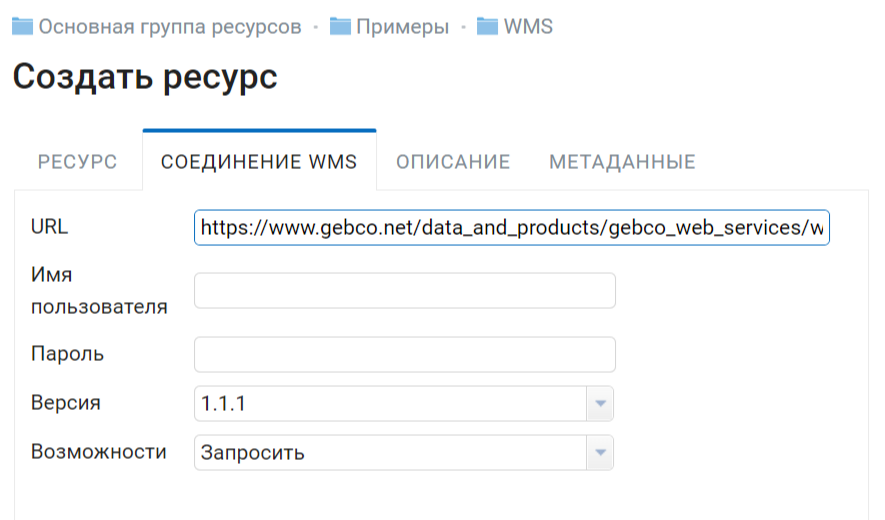 Основная группа ресурсов · Примеры · WMS
Создать ресурс
РЕСУРС СОЕДИНЕНИЕ WMS ОПИСАНИЕ МЕТАДАННЫЕ
URL https://www.gebco.net/data_and_products/gebco_web_services/w
Имя
пользователя
Пароль
Версия 1.1.1
Возможности Запросить